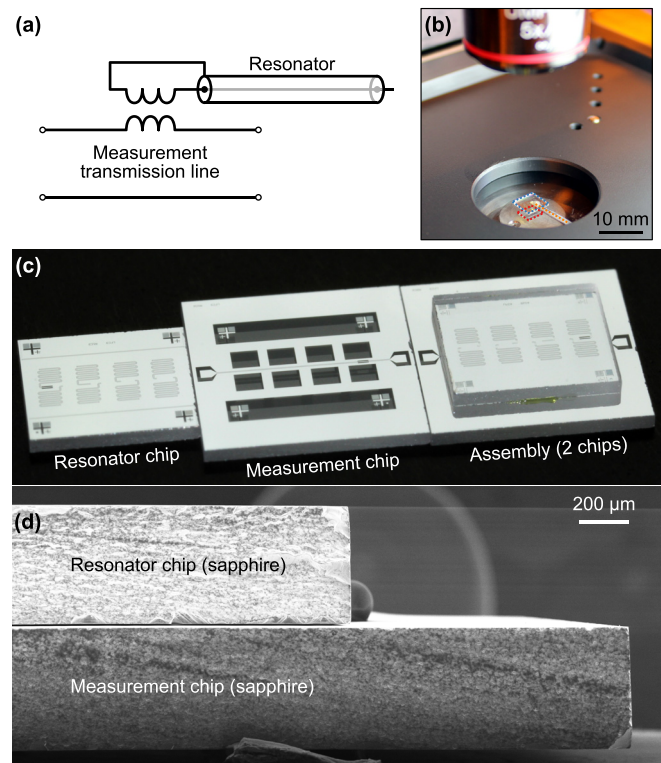 (a)
Resonator
Measurement
transmission line
(b)
5x
10 mm
(c)
Resonator chip
Measurement chip
Assembly (2 chips)
(d)
200 µm
Resonator chip (sapphire)
Measurement chip (sapphire)